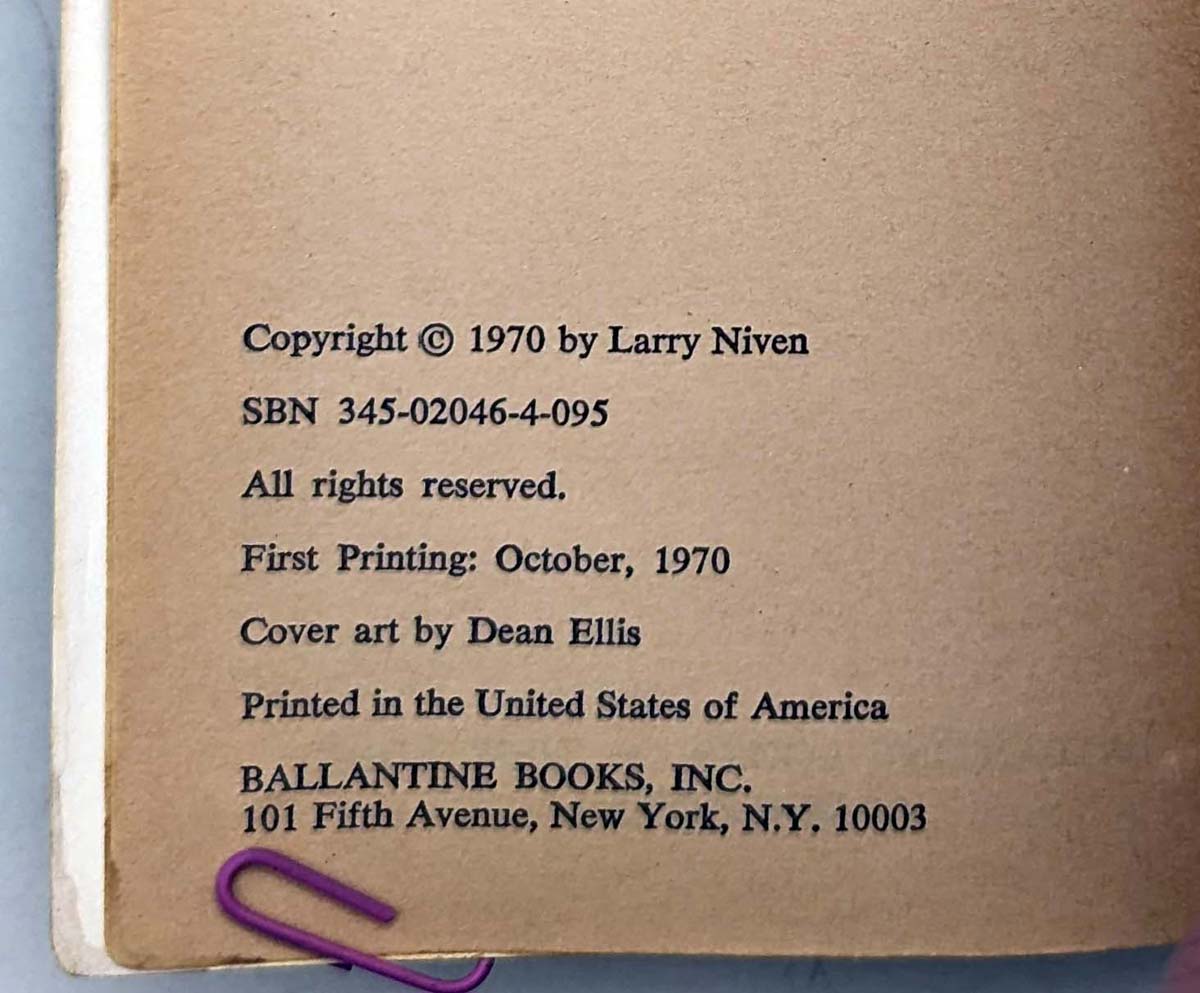 Copyright © 1970 by Larry Niven
SBN 345-02046-4-095
All rights reserved.
First Printing: October, 1970
Cover art by Dean Ellis
Printed in the United States of America
BALLANTINE BOOKS, INC.
101 Fifth Avenue, New York, N.Y. 10003